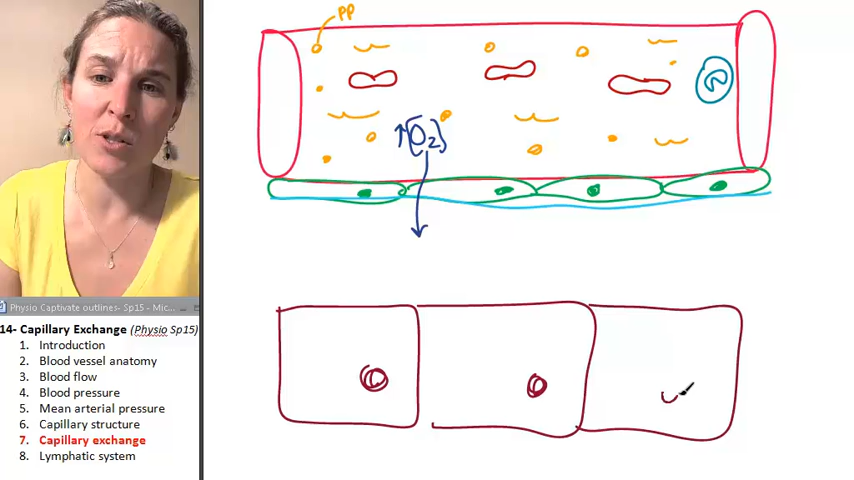 PP
↑[O2]
Physio Captivate outlines- Sp15 - Mic...
14- Capillary Exchange (Physio Sp15)
1. Introduction
2. Blood vessel anatomy
3. Blood flow
4. Blood pressure
5. Mean arterial pressure
6. Capillary structure
7. Capillary exchange
8. Lymphatic system